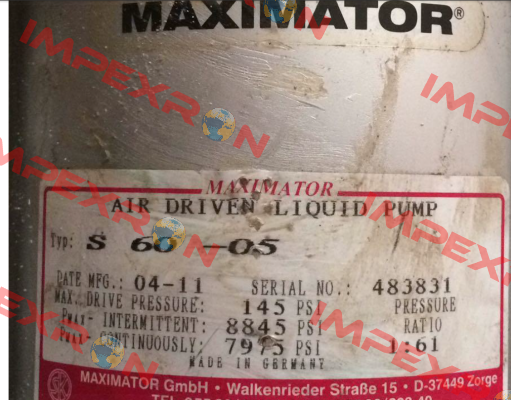 MAXIMATOR®
MAXIMATOR
AIR DRIVEN LIQUID PUMP
Typ: S 60 -05
DATE MFG.: 04-11 SERIAL NO.: 483831
MAX. DRIVE PRESSURE: 145 PSI PRESSURE
Pmax- INTERMITTENT: 8845 PSI RATIO
Pmax- CONTINUOUSLY: 7975 PSI 1:61
MADE IN GERMANY
MAXIMATOR GmbH · Walkenrieder Straße 15 · D-37449 Zorge
IMPEXRON
IMPEXRON
IMPEXRON
IMPEXRON